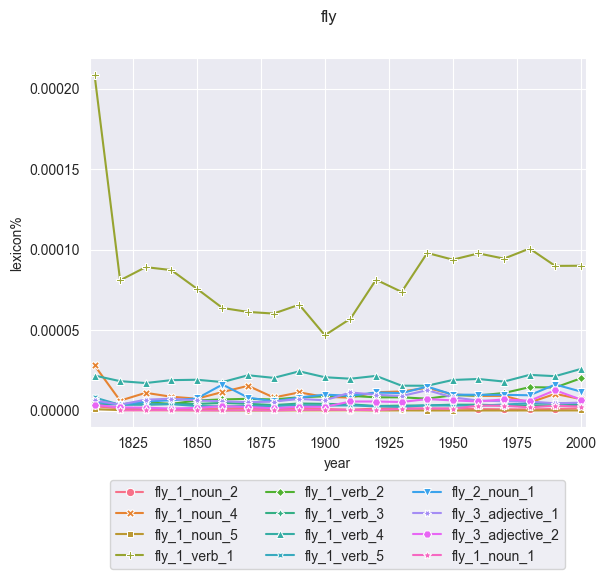 fly
0.00020
0.00015
0.00010
0.00005
0.00000
lexicon%
1825 1850 1875 1900 1925 1950 1975 2000
year
fly_1_noun_2 fly_1_verb_2 fly_2_noun_1
fly_1_noun_4 fly_1_verb_3 fly_3_adjective_1
fly_1_noun_5 fly_1_verb_4 fly_3_adjective_2
fly_1_verb_1 fly_1_verb_5 fly_1_noun_1